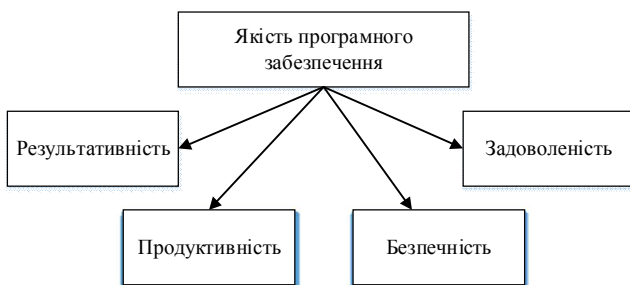 Якість програмного
забезпечення
Результативність
Задоволеність
Продуктивність
Безпечність